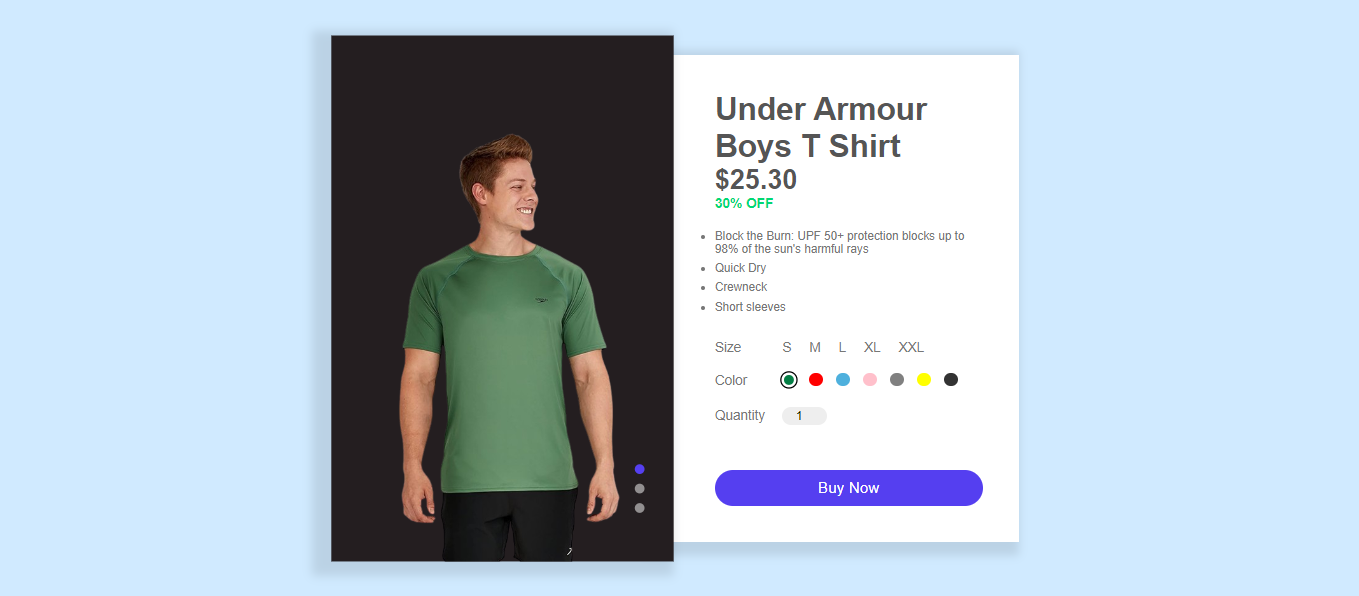 Under Armour
Boys T Shirt
$25.30
30% OFF
Block the Burn: UPF 50+ protection blocks up to
98% of the sun's harmful rays
Quick Dry
Crewneck
Short sleeves
Size S M L XL XXL
Color
Quantity 1
Buy Now